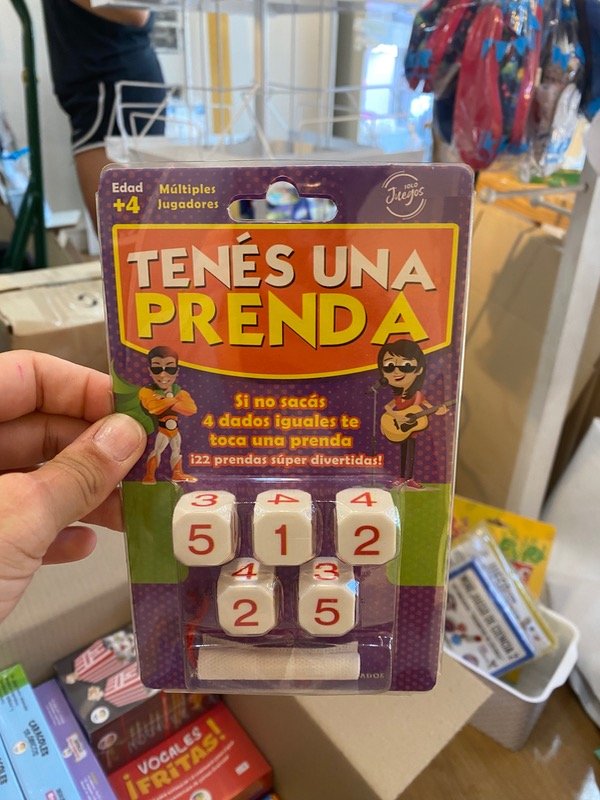 Edad
+4
Múltiples
Jugadores
SOLO
Juegos
TENÉS UNA
PRENDA
Si no sacás
4 dados iguales te
toca una prenda
¡22 prendas súper divertidas!
3
4
4
5
1
2
4
3
2
5
VOCALES
¡FRITAS!